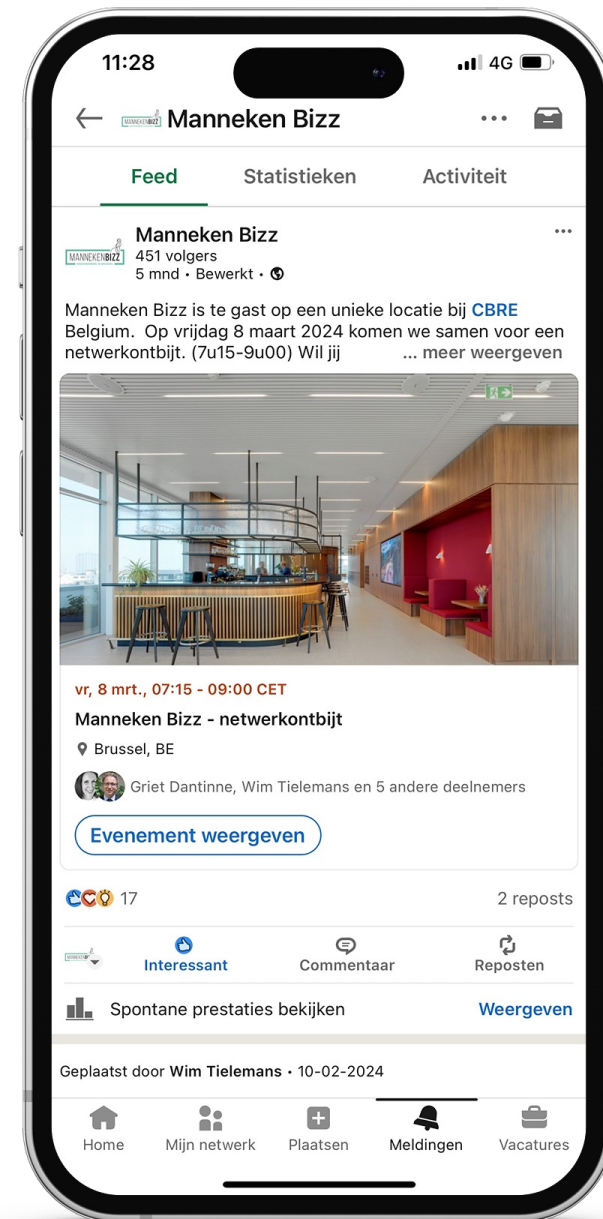 11:28 4G
MANNEKENBIZZ Manneken Bizz
Feed Statistieken Activiteit
Manneken Bizz
MANNEKENBIZZ
451 volgers
5 mnd • Bewerkt •
Manneken Bizz is te gast op een unieke locatie bij CBRE
Belgium. Op vrijdag 8 maart 2024 komen we samen voor een
netwerkontbijt. (7u15-9u00) Wil jij ... meer weergeven
vr, 8 mrt., 07:15 - 09:00 CET
Manneken Bizz - netwerkontbijt
Brussel, BE
Griet Dantinne, Wim Tielemans en 5 andere deelnemers
Evenement weergeven
17 2 reposts
Interessant Commentaar Reposten
Spontane prestaties bekijken Weergeven
Geplaatst door Wim Tielemans • 10-02-2024
Home Mijn netwerk Plaatsen Meldingen Vacatures